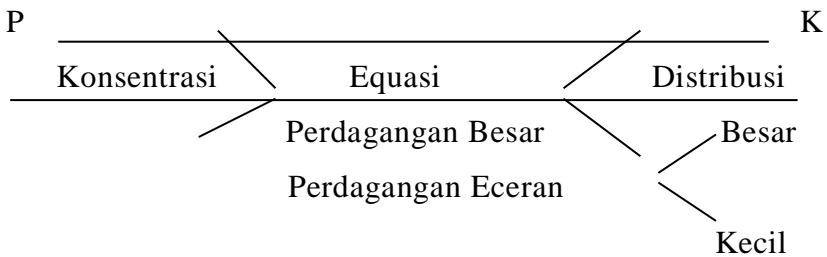 P K
Konsentrasi Equasi Distribusi
Perdagangan Besar Besar
Perdagangan Eceran
Kecil